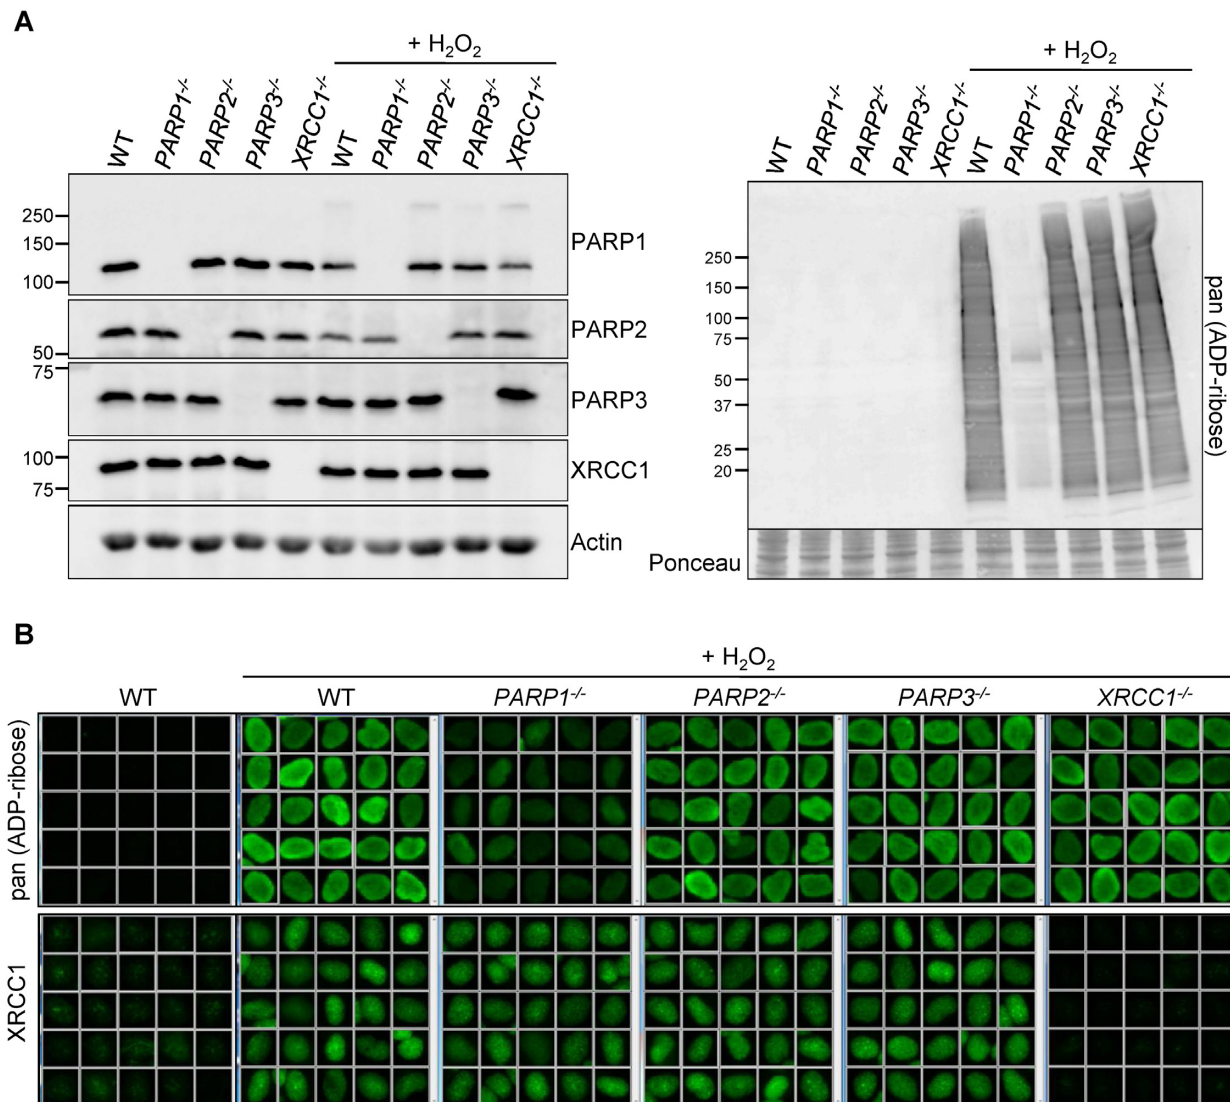 A
+ H2O2
WT PARP1-/- PARP2-/- PARP3-/- XRCC1-/- WT PARP1-/- PARP2-/- PARP3-/- XRCC1-/-
250
150
100
PARP1
50
PARP2
75
PARP3
100
75
XRCC1
Actin
+ H2O2
WT PARP1-/- PARP2-/- PARP3-/- XRCC1-/- WT PARP1-/- PARP2-/- PARP3-/- XRCC1-/-
250
150
100
75
50
37
25
20
pan (ADP-ribose)
Ponceau
B
+ H2O2
WT WT PARP1-/- PARP2-/- PARP3-/- XRCC1-/-
pan (ADP-ribose)
XRCC1